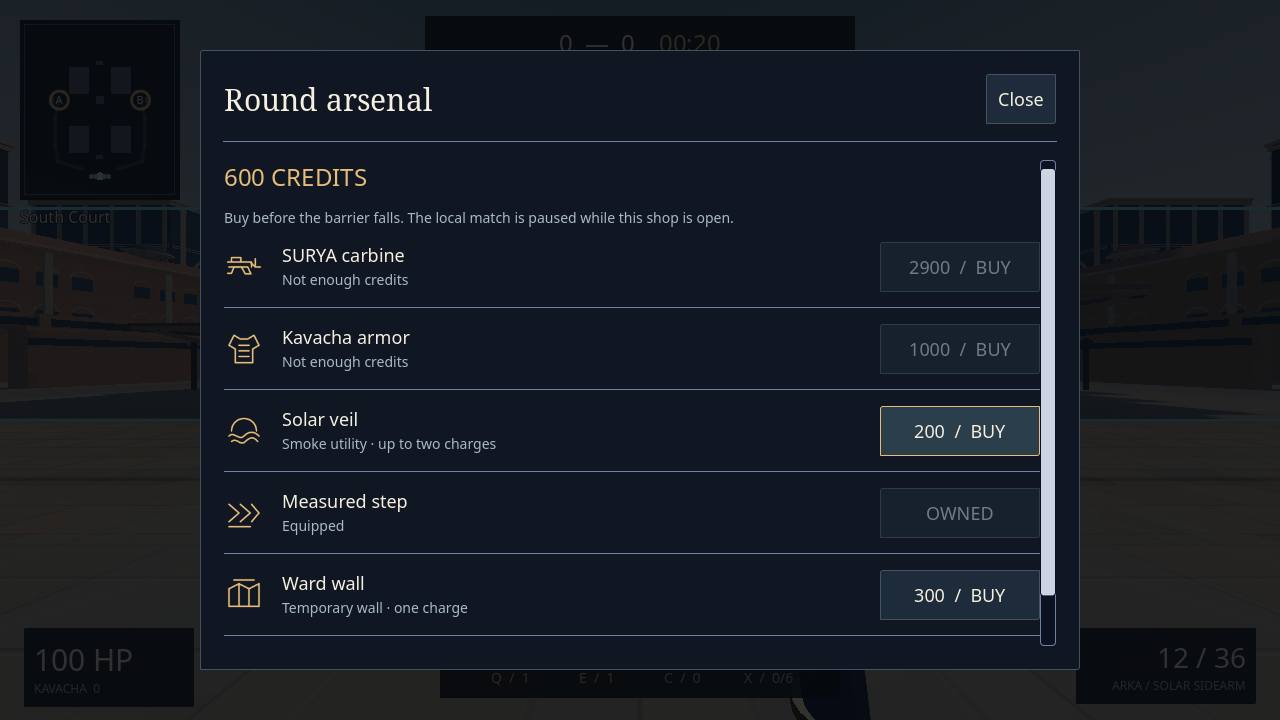 0 — 0 00:20
A
B
South Court
Round arsenal
Close
600 CREDITS
Buy before the barrier falls. The local match is paused while this shop is open.
SURYA carbine
Not enough credits
2900 / BUY
Kavacha armor
Not enough credits
1000 / BUY
Solar veil
Smoke utility · up to two charges
200 / BUY
Measured step
Equipped
OWNED
Ward wall
Temporary wall · one charge
300 / BUY
100 HP
KAVACHA 0
Q / 1 E / 1 C / 0 X / 0/6
12 / 36
ARKA / SOLAR SIDEARM